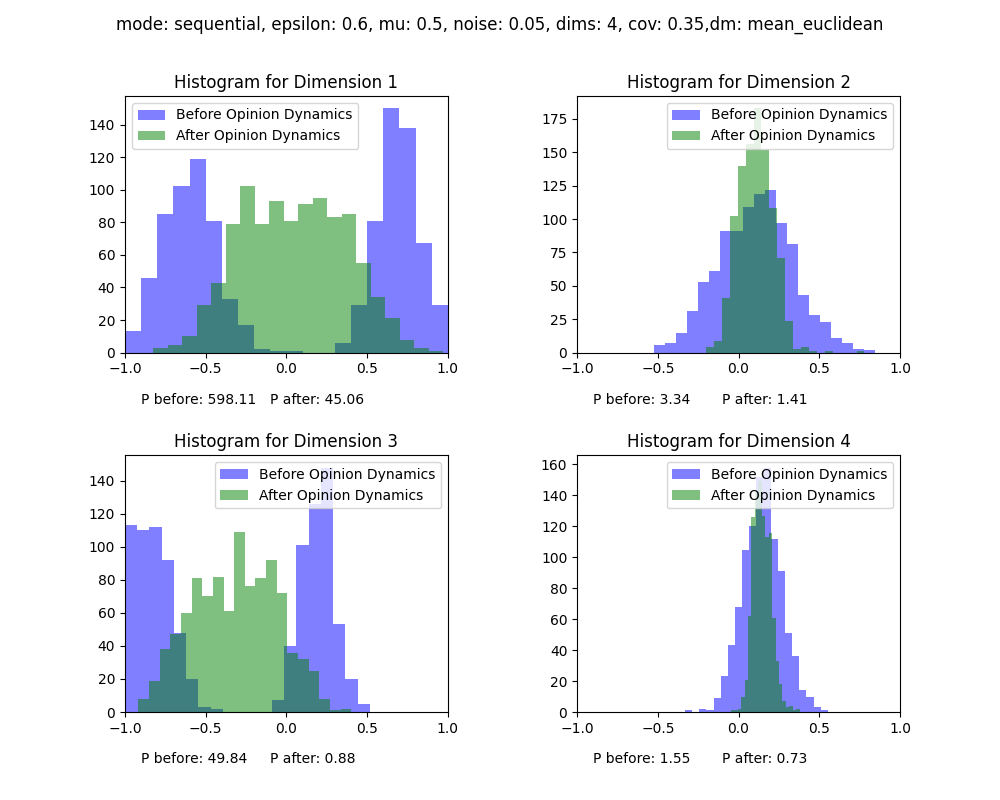 mode: sequential, epsilon: 0.6, mu: 0.5, noise: 0.05, dims: 4, cov: 0.35,dm: mean_euclidean
Histogram for Dimension 1
Before Opinion Dynamics
After Opinion Dynamics
140
120
100
80
60
40
20
0
−1.0 −0.5 0.0 0.5 1.0
P before: 598.11 P after: 45.06
Histogram for Dimension 2
Before Opinion Dynamics
After Opinion Dynamics
175
150
125
100
75
50
25
0
−1.0 −0.5 0.0 0.5 1.0
P before: 3.34 P after: 1.41
Histogram for Dimension 3
Before Opinion Dynamics
After Opinion Dynamics
140
120
100
80
60
40
20
0
−1.0 −0.5 0.0 0.5 1.0
P before: 49.84 P after: 0.88
Histogram for Dimension 4
Before Opinion Dynamics
After Opinion Dynamics
160
140
120
100
80
60
40
20
0
−1.0 −0.5 0.0 0.5 1.0
P before: 1.55 P after: 0.73